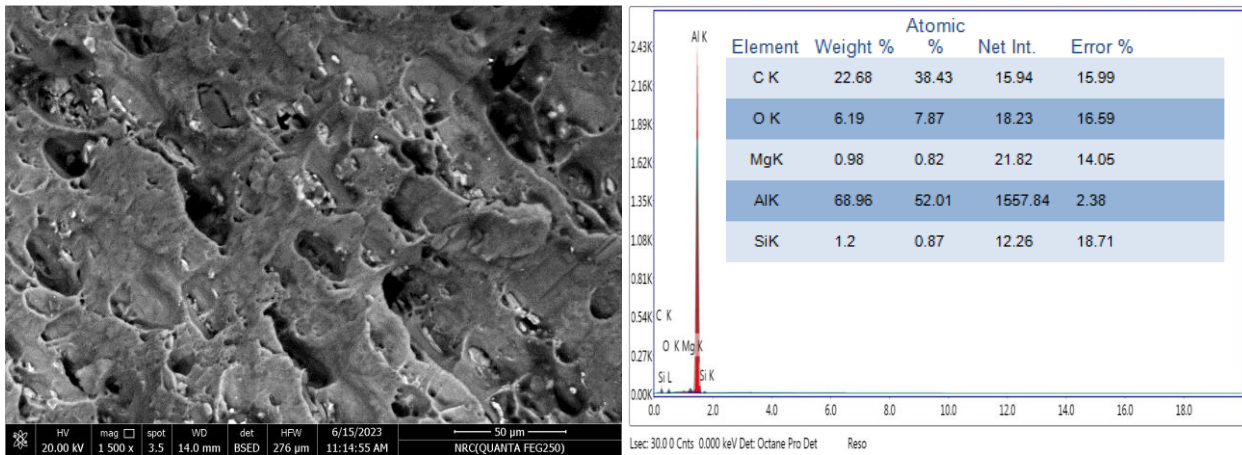 HV mag □ spot WD det HFW 6/15/2023 50 µm
20.00 kV 1 500 x 3.5 14.0 mm BSED 276 µm 11:14:55 AM NRC(QUANTA FEG250)
2.43K
2.16K
1.89K
1.62K
1.35K
1.08K
0.81K
0.54K
0.27K
0.00K
Al K
C K
O K Mg K
Si L Si K
0.0 2.0 4.0 6.0 8.0 10.0 12.0 14.0 16.0 18.0
Element Weight % Atomic % Net Int. Error %
C K 22.68 38.43 15.94 15.99
O K 6.19 7.87 18.23 16.59
MgK 0.98 0.82 21.82 14.05
AlK 68.96 52.01 1557.84 2.38
SiK 1.2 0.87 12.26 18.71
Lsec: 30.0 0 Cnts 0.000 keV Det: Octane Pro Det Reso